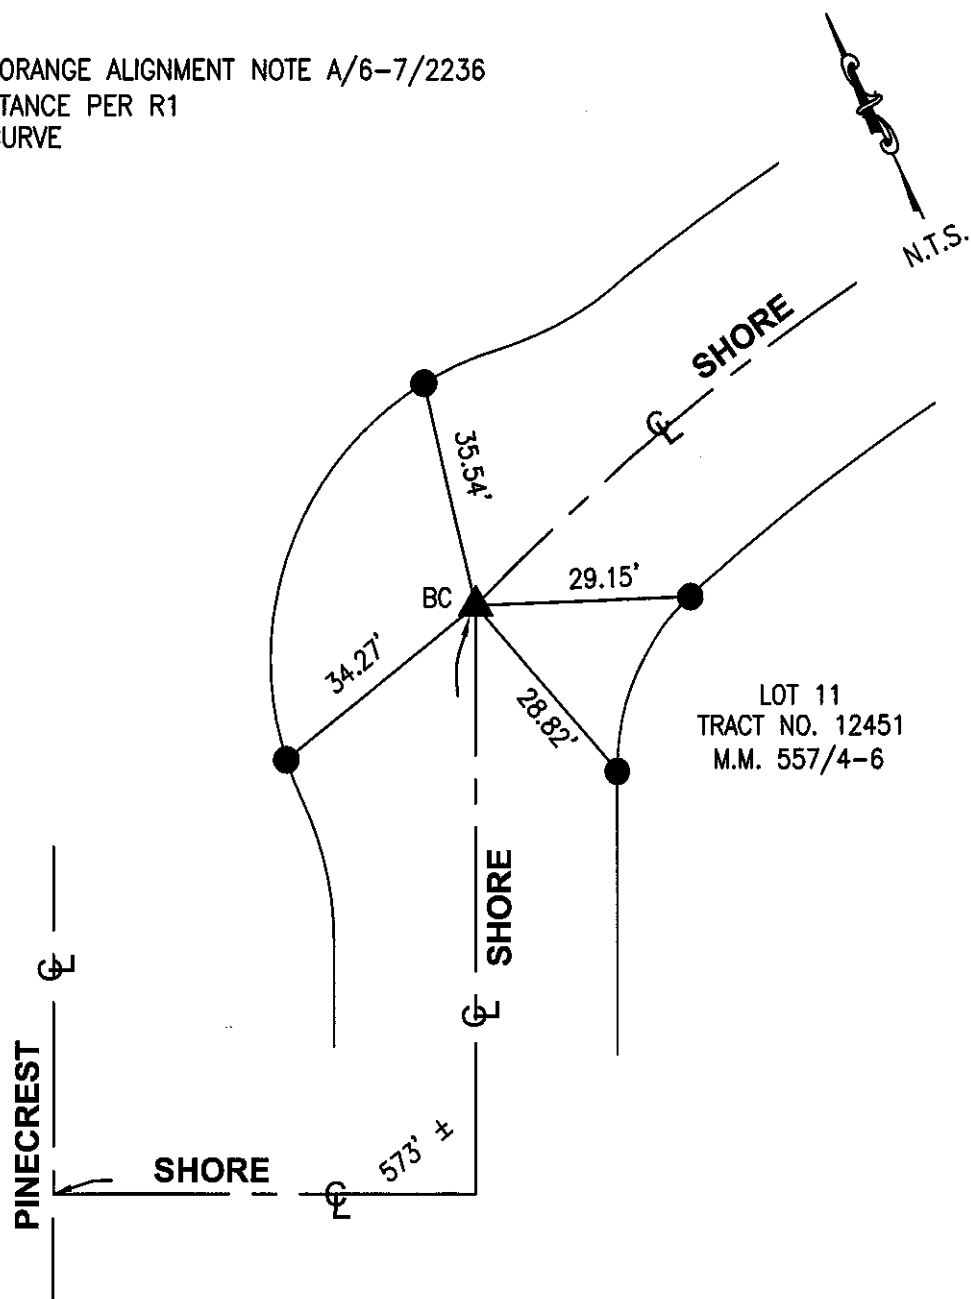 ORANGE ALIGNMENT NOTE A/6-7/2236
TANCE PER R1
CURVE
N.T.S.
SHORE
℄
35.54'
29.15'
BC
34.27'
28.82'
LOT 11
TRACT NO. 12451
M.M. 557/4-6
SHORE
℄
℄
PINECREST
SHORE
℄
573' ±